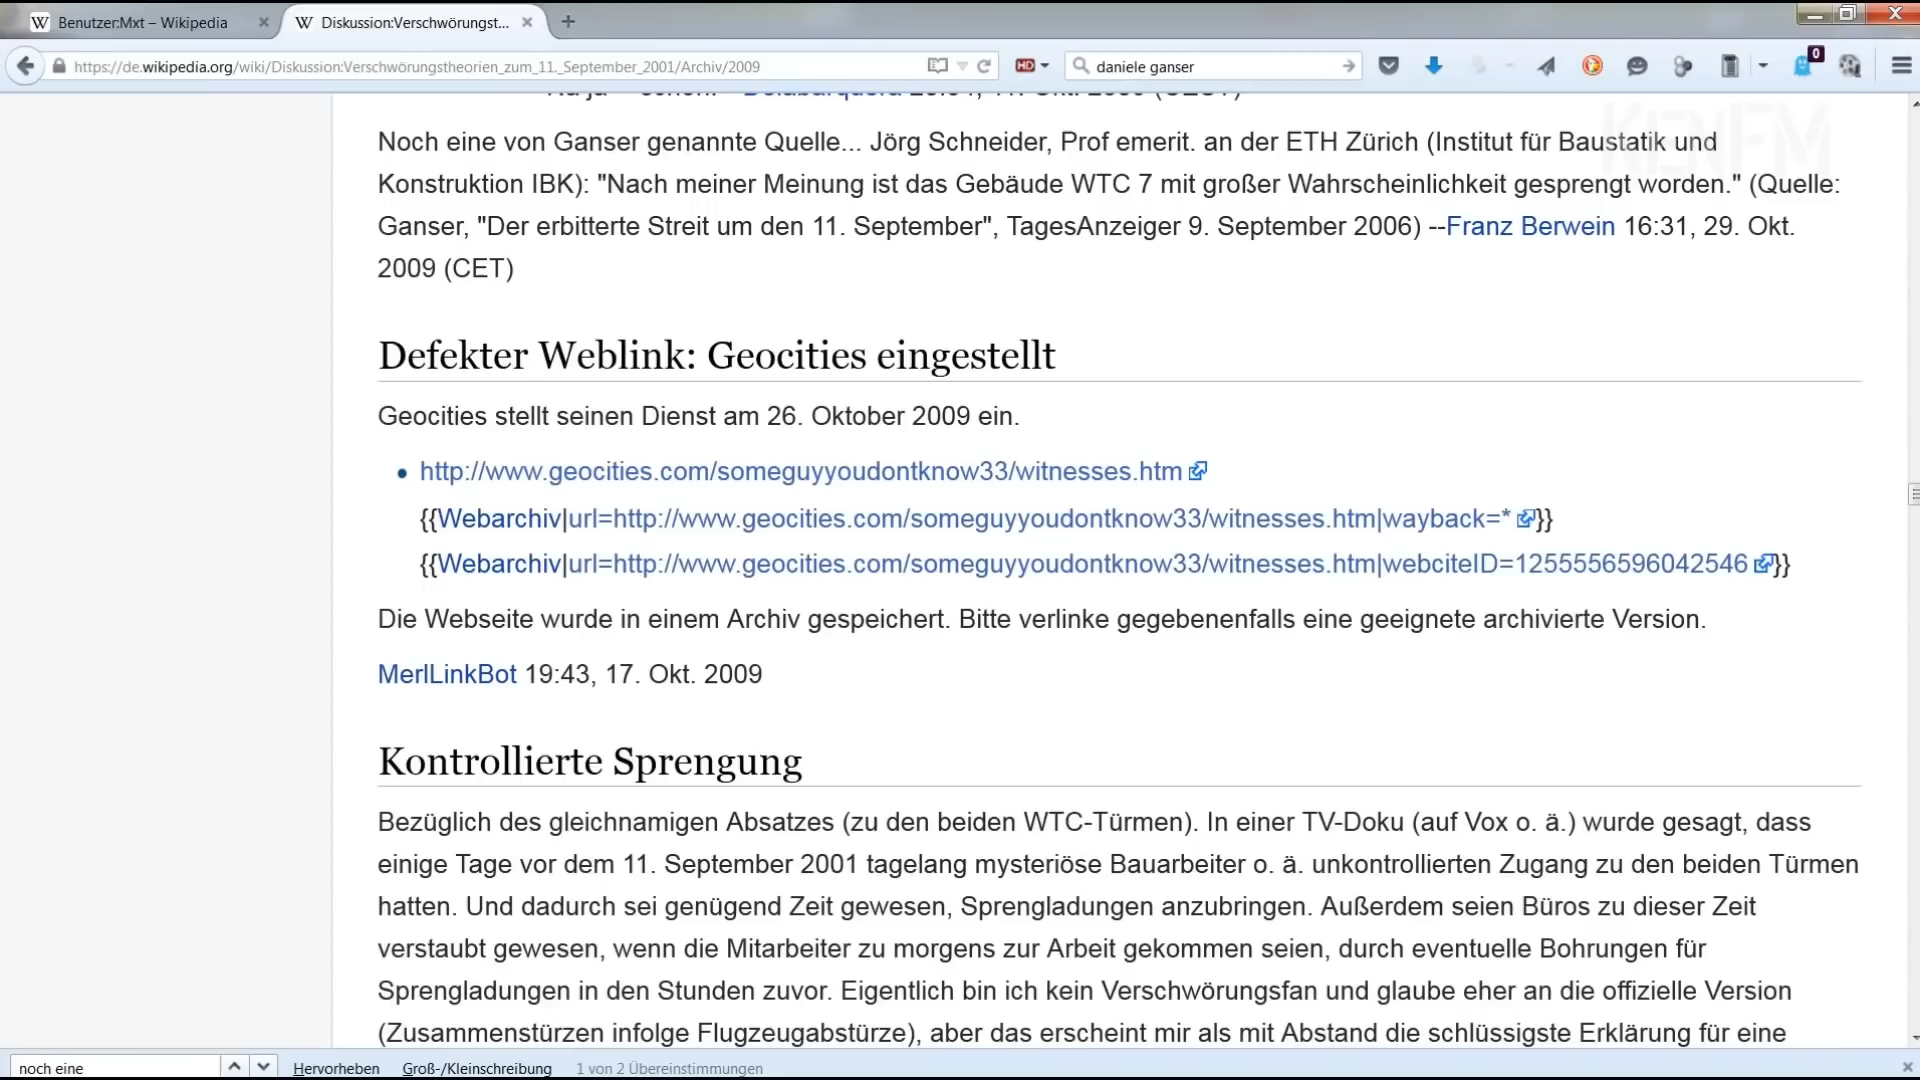 Benutzer:Mxt – Wikipedia
Diskussion:Verschwörungst...
https://de.wikipedia.org/wiki/Diskussion:Verschwörungstheorien_zum_11._September_2001/Archiv/2009
HD
daniele ganser
0
KENFM
Noch eine von Ganser genannte Quelle... Jörg Schneider, Prof emerit. an der ETH Zürich (Institut für Baustatik und
Konstruktion IBK): "Nach meiner Meinung ist das Gebäude WTC 7 mit großer Wahrscheinlichkeit gesprengt worden." (Quelle:
Ganser, "Der erbitterte Streit um den 11. September", TagesAnzeiger 9. September 2006) --Franz Berwein 16:31, 29. Okt.
2009 (CET)
Defekter Weblink: Geocities eingestellt
Geocities stellt seinen Dienst am 26. Oktober 2009 ein.
http://www.geocities.com/someguyyoudontknow33/witnesses.htm
{{Webarchiv|url=http://www.geocities.com/someguyyoudontknow33/witnesses.htm|wayback=*}}
{{Webarchiv|url=http://www.geocities.com/someguyyoudontknow33/witnesses.htm|webciteID=1255556596042546}}
Die Webseite wurde in einem Archiv gespeichert. Bitte verlinke gegebenenfalls eine geeignete archivierte Version.
MerlLinkBot 19:43, 17. Okt. 2009
Kontrollierte Sprengung
Bezüglich des gleichnamigen Absatzes (zu den beiden WTC-Türmen). In einer TV-Doku (auf Vox o. ä.) wurde gesagt, dass
einige Tage vor dem 11. September 2001 tagelang mysteriöse Bauarbeiter o. ä. unkontrollierten Zugang zu den beiden Türmen
hatten. Und dadurch sei genügend Zeit gewesen, Sprengladungen anzubringen. Außerdem seien Büros zu dieser Zeit
verstaubt gewesen, wenn die Mitarbeiter zu morgens zur Arbeit gekommen seien, durch eventuelle Bohrungen für
Sprengladungen in den Stunden zuvor. Eigentlich bin ich kein Verschwörungsfan und glaube eher an die offizielle Version
(Zusammenstürzen infolge Flugzeugabstürze), aber das erscheint mir als mit Abstand die schlüssigste Erklärung für eine
noch eine
Hervorheben
Groß-/Kleinschreibung
1 von 2 Übereinstimmungen